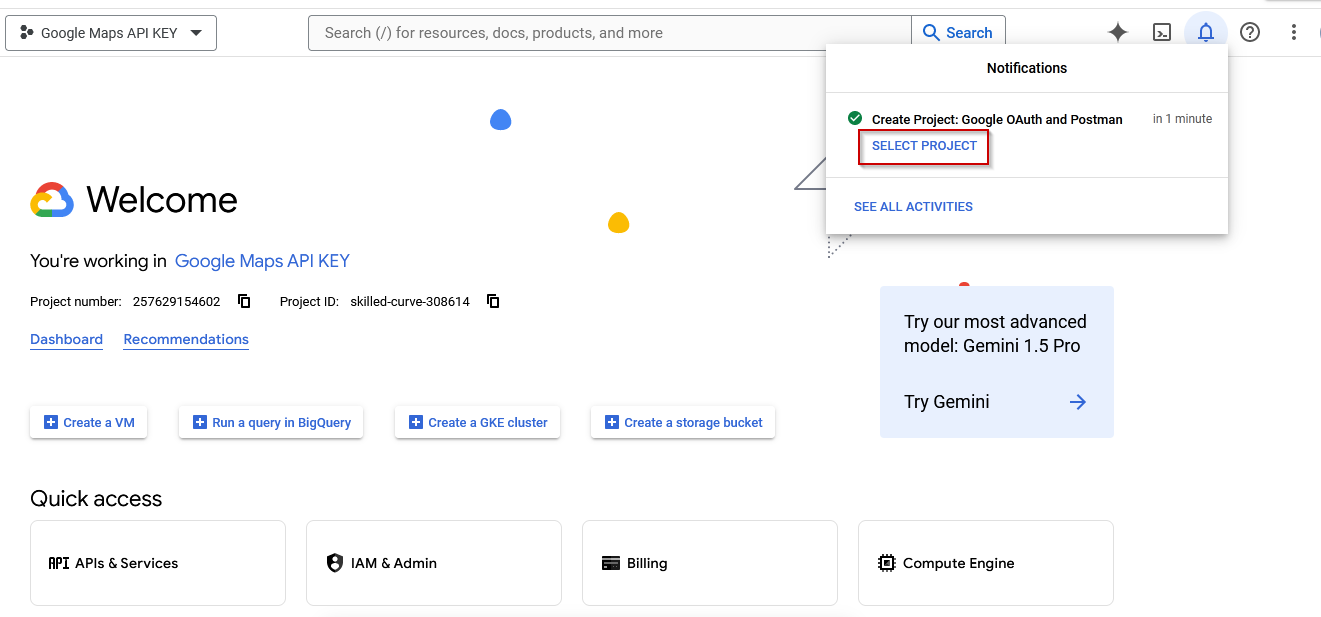 Google Maps API KEY
Search (/) for resources, docs, products, and more
Search
Notifications
Create Project: Google OAuth and Postman in 1 minute
SELECT PROJECT
SEE ALL ACTIVITIES
Welcome
You're working in Google Maps API KEY
Project number: 257629154602 Project ID: skilled-curve-308614
Dashboard Recommendations
Try our most advanced
model: Gemini 1.5 Pro
Try Gemini
Create a VM Run a query in BigQuery Create a GKE cluster Create a storage bucket
Quick access
API APIs & Services IAM & Admin Billing Compute Engine